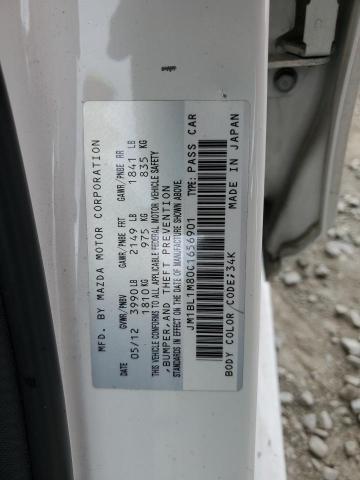 MFD. BY MAZDA MOTOR CORPORATION
GVWR/PNBV GAWR/PNBE FRT GAWR/PNBE RR
05/12 3990LB 2149 LB 1841 LB
1810KG 975 KG 835 KG
THIS VEHICLE CONFORMS TO ALL APPLICABLE FEDERAL MOTOR VEHICLE SAFETY
,BUMPER,AND THEFT PREVENTION
STANDARDS IN EFFECT ON THE DATE OF MANUFACTURE SHOWN ABOVE.
JM1BL1M80C1656901 TYPE:PASS CAR
BODY COLOR CODE;34K MADE IN JAPAN